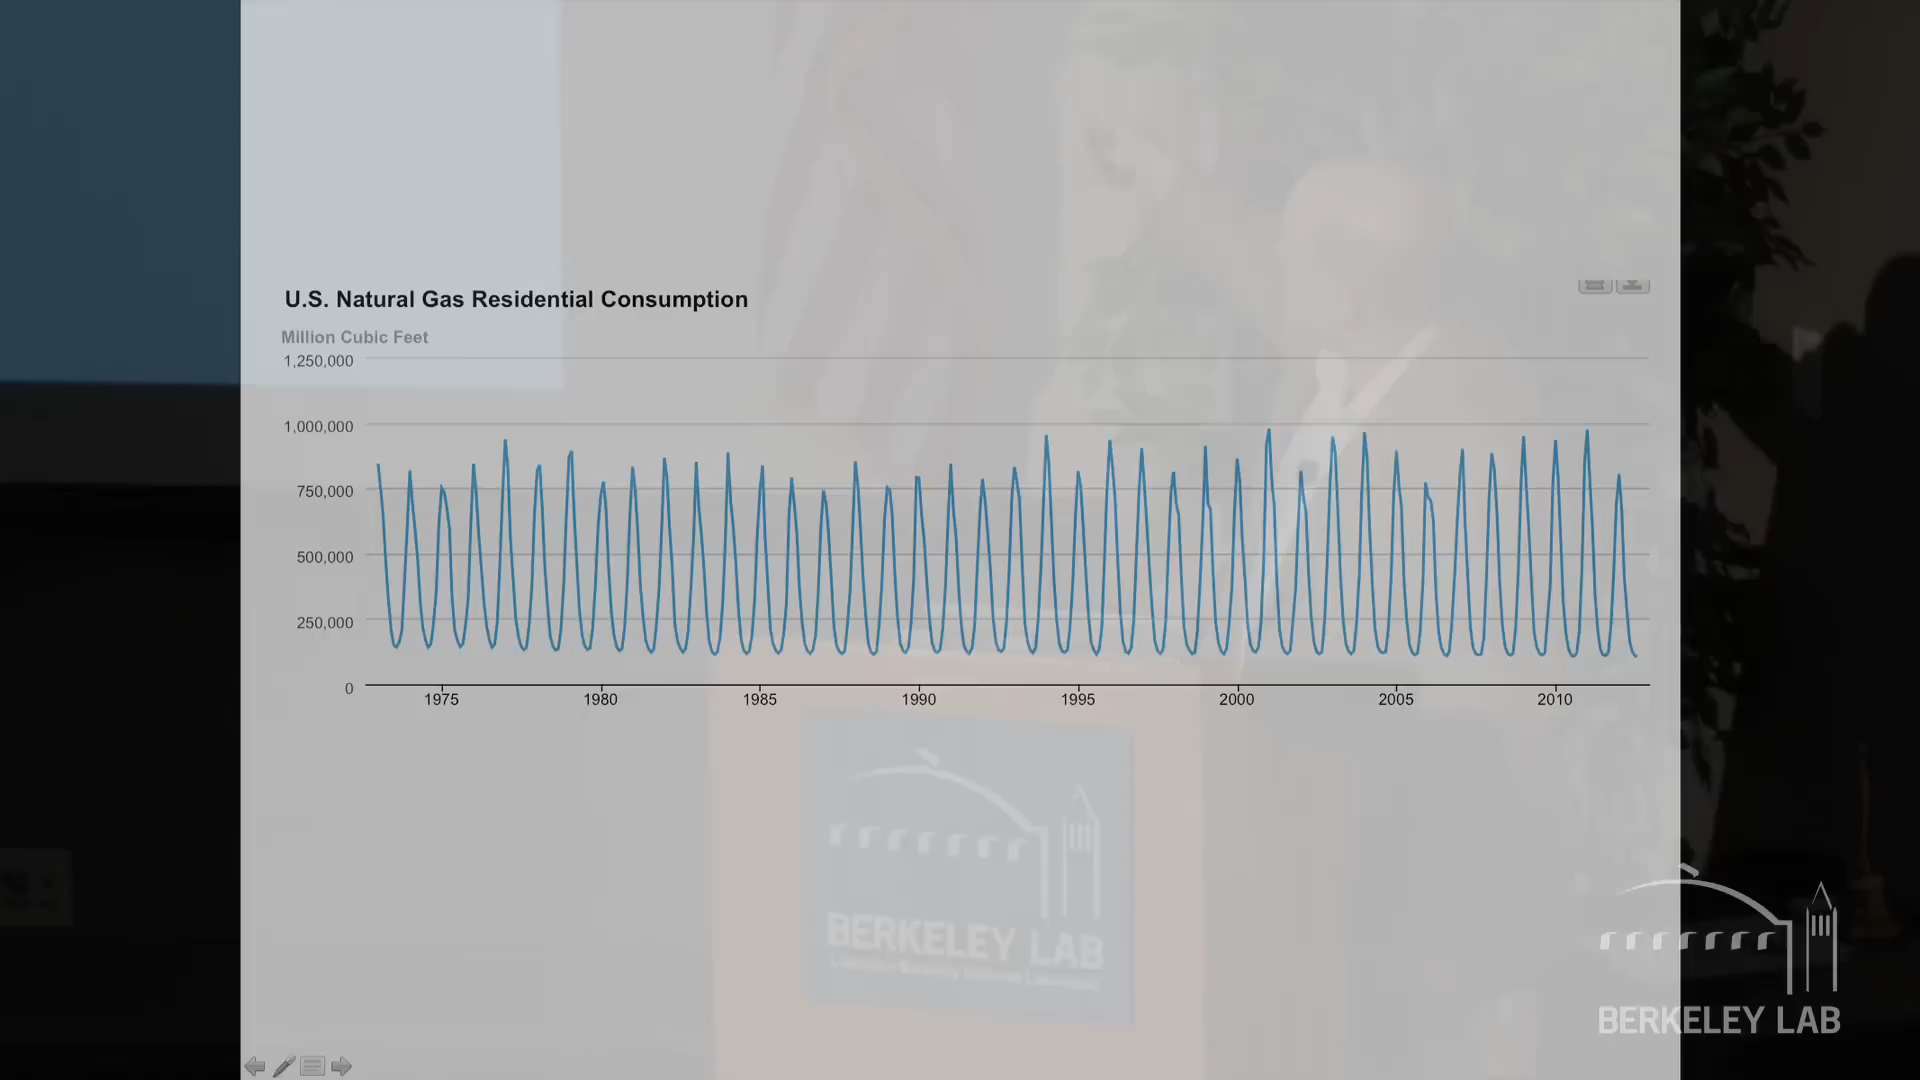 U.S. Natural Gas Residential Consumption
Million Cubic Feet
1,250,000
1,000,000
750,000
500,000
250,000
0
1975 1980 1985 1990 1995 2000 2005 2010
BERKELEY LAB
BERKELEY LAB